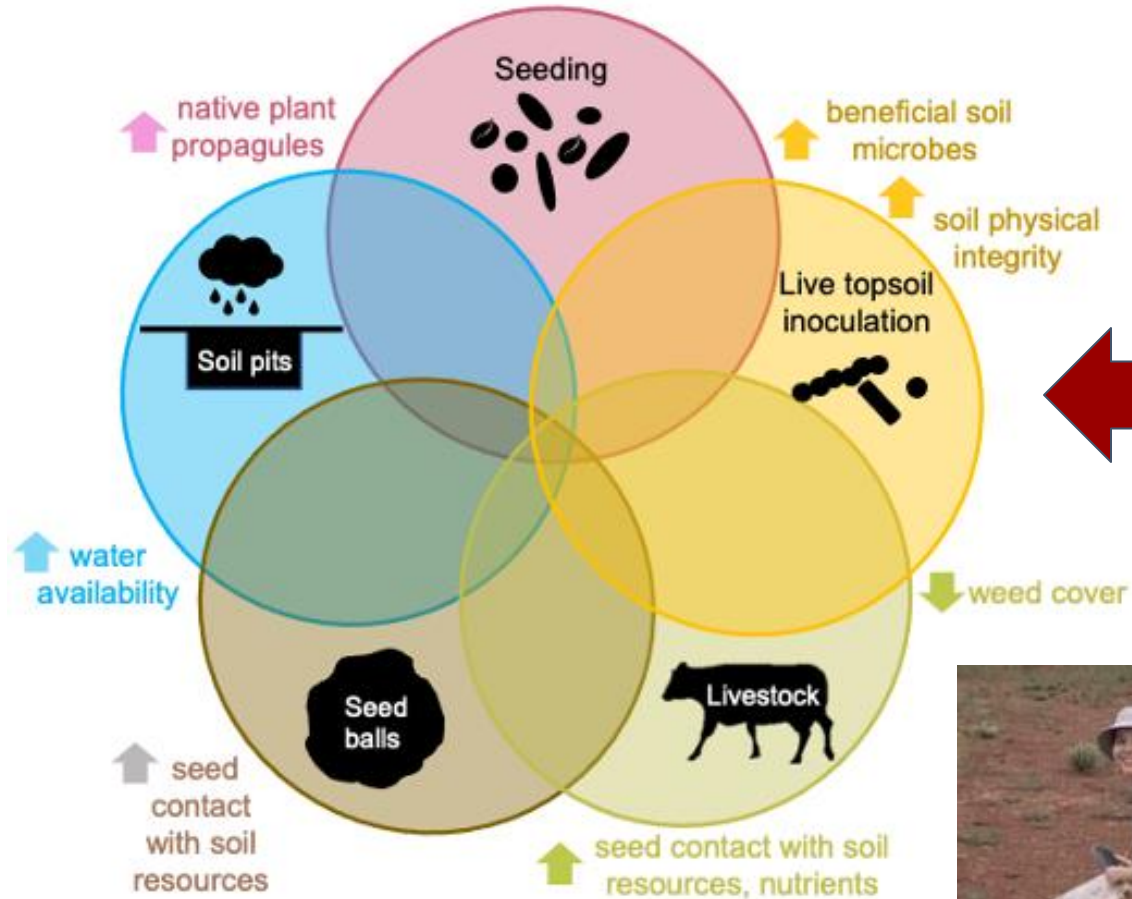 Seeding
native plant
propagules
beneficial soil
microbes
soil physical
integrity
Live topsoil
inoculation
Soil pits
water
availability
weed cover
Seed
balls
Livestock
seed
contact
with soil
resources
seed contact with soil
resources, nutrients